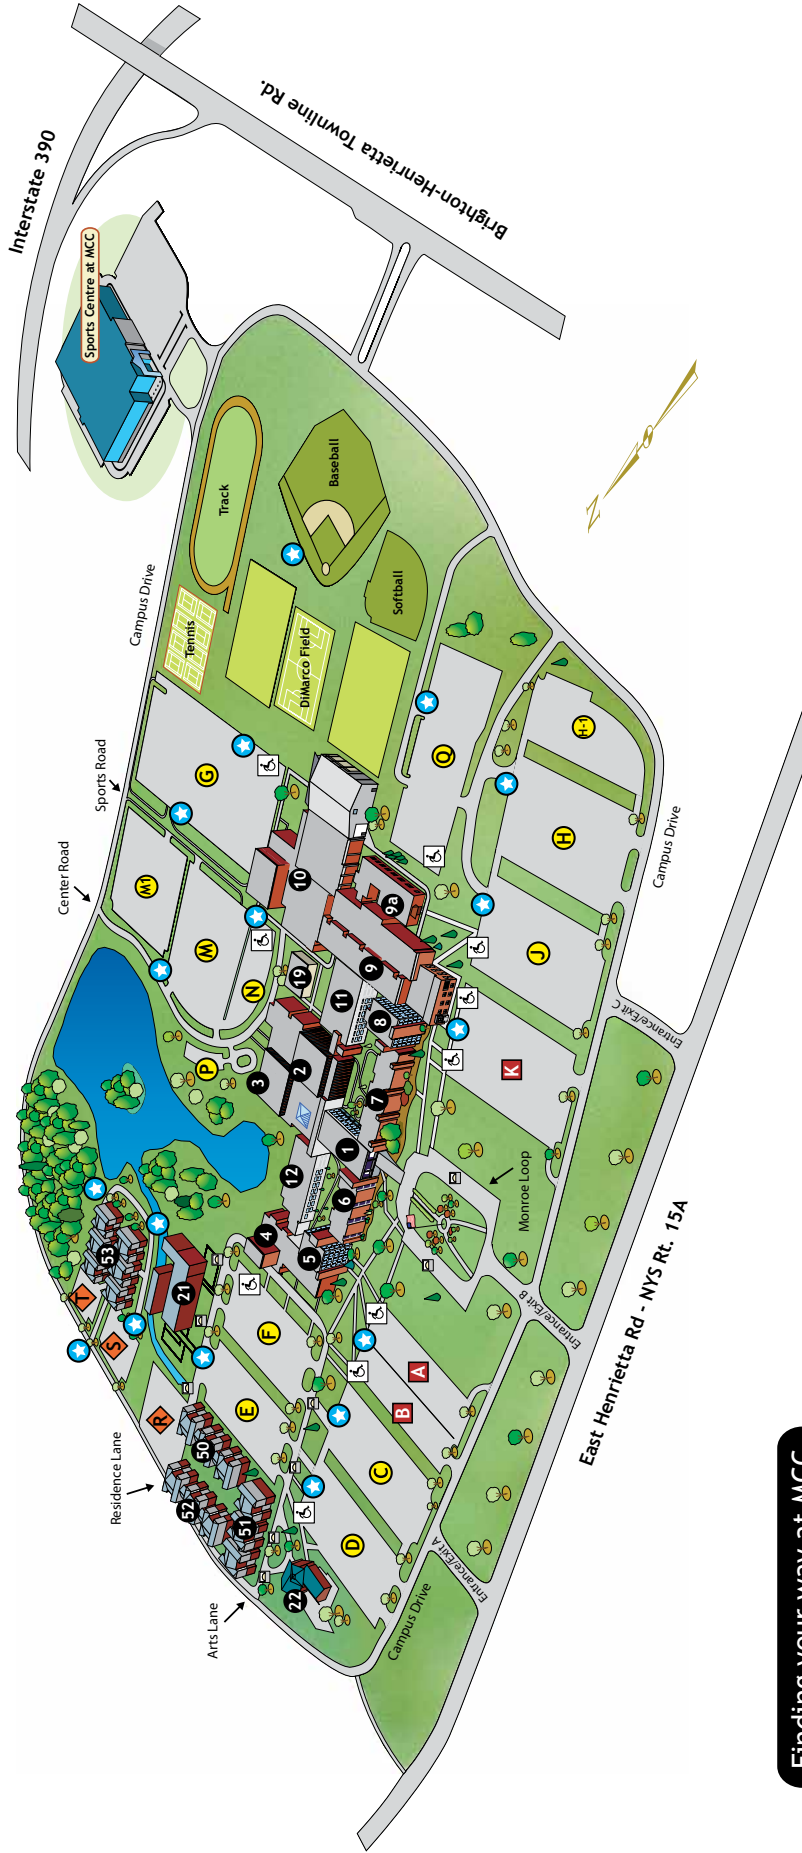 Interstate 390
Brighton-Henrietta Townline Rd.
Sports Centre at MCC
Campus Drive
Track
Baseball
Softball
Tennis
DiMarco Field
Sports Road
Center Road
G
M1
M
N
P
Q
H-1
H
J
K
Campus Drive
10
9a
9
19
11
8
2
3
7
1
12
6
4
5
Entrance/Exit C
Monroe Loop
East Henrietta Rd - NYS Rt. 15A
Entrance/Exit B
53
T
S
21
R
F
E
A
B
C
D
50
52
51
22
Residence Lane
Arts Lane
Campus Drive
Entrance/Exit A
N
S
Finding your way at MCC